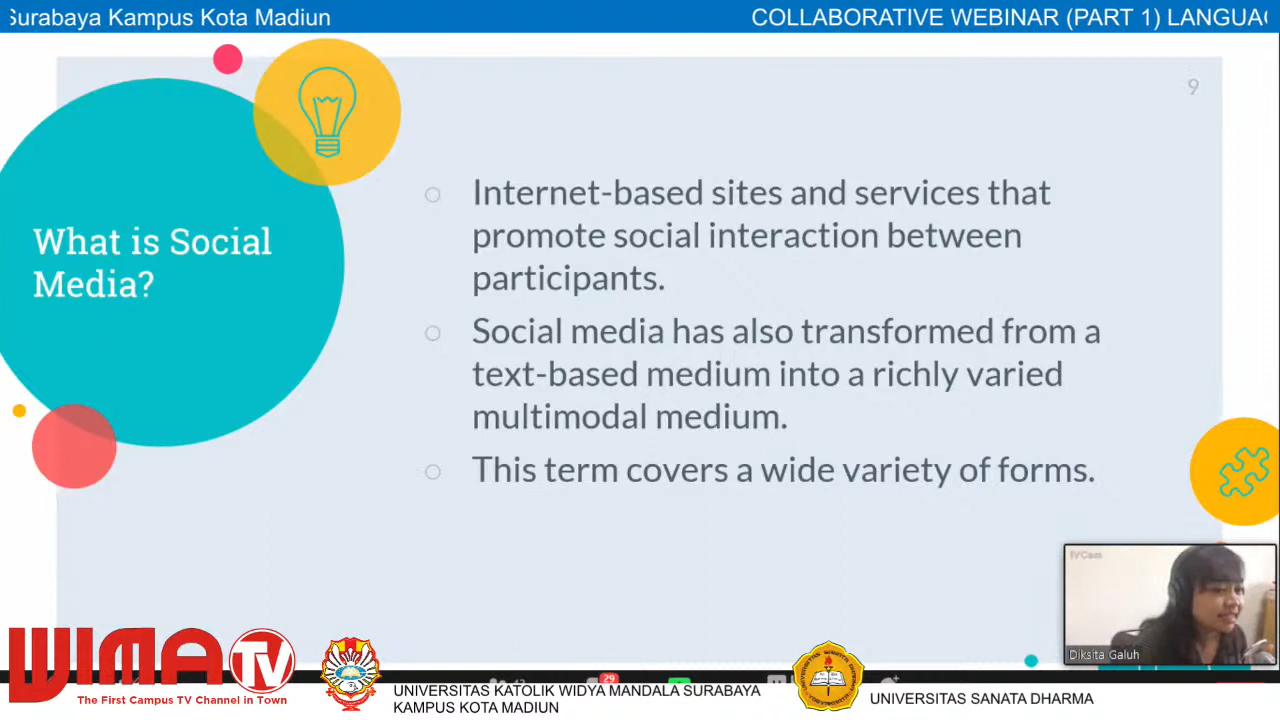 Surabaya Kampus Kota Madiun
COLLABORATIVE WEBINAR (PART 1) LANGUAG
9
What is Social
Media?
Internet-based sites and services that
promote social interaction between
participants.
Social media has also transformed from a
text-based medium into a richly varied
multimodal medium.
This term covers a wide variety of forms.
IVCam
Diksita Galuh
WIMA TV
The First Campus TV Channel in Town
UNIVERSITAS KATOLIK WIDYA MANDALA SURABAYA
KAMPUS KOTA MADIUN
29
UNIVERSITAS SANATA DHARMA